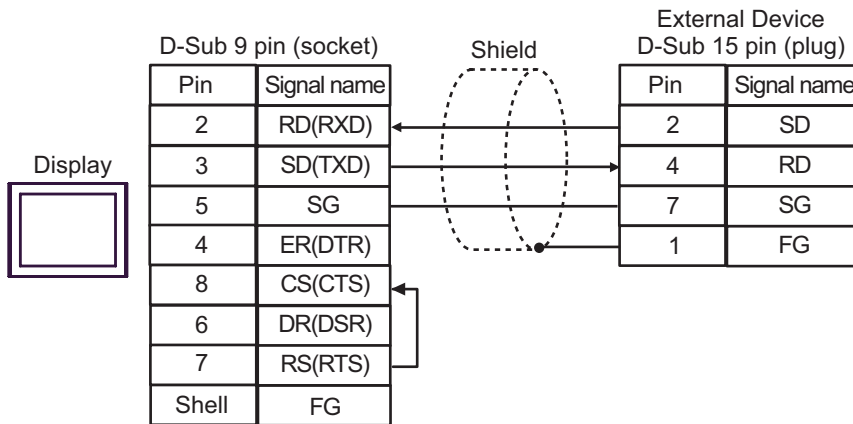 External Device
D-Sub 9 pin (socket) Shield D-Sub 15 pin (plug)
Pin Signal name Pin Signal name
2 RD(RXD) 2 SD
Display 3 SD(TXD) 4 RD
5 SG 7 SG
4 ER(DTR) 1 FG
8 CS(CTS)
6 DR(DSR)
7 RS(RTS)
Shell FG